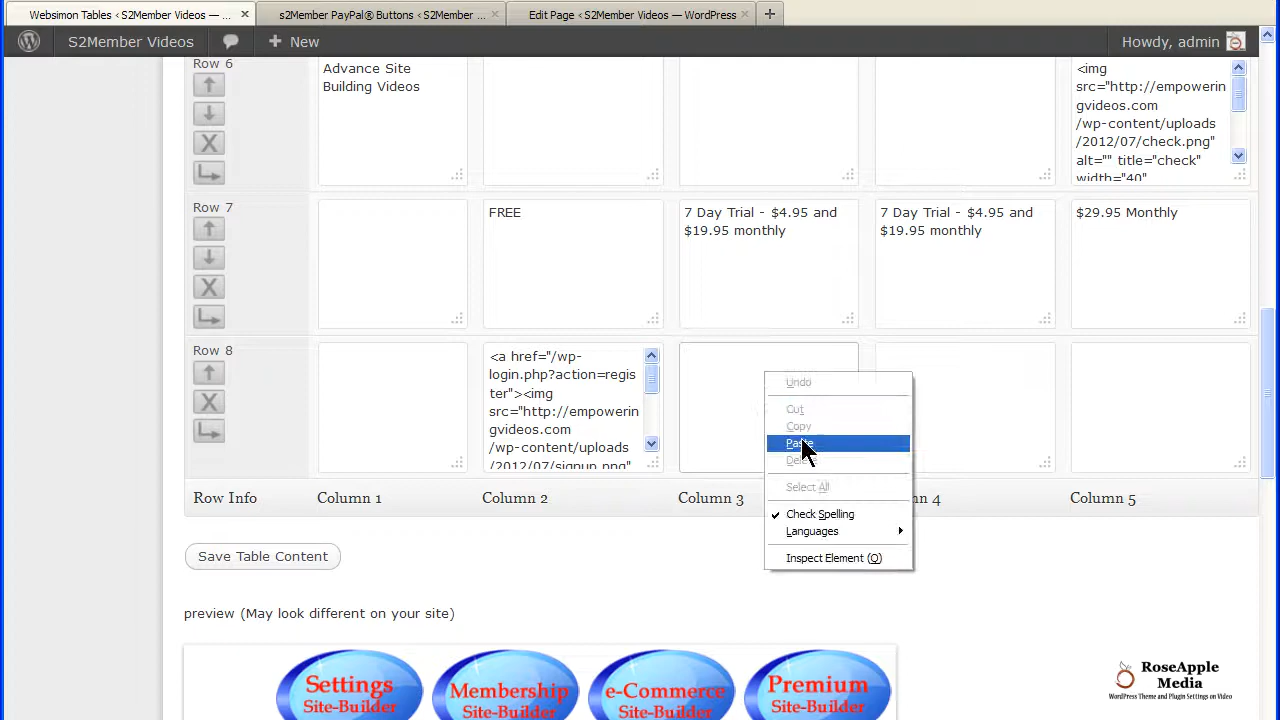 Websimon Tables ‹ S2Member Videos — ...
s2Member PayPal® Buttons ‹ S2Member ...
Edit Page ‹ S2Member Videos — WordPress
S2Member Videos
New
Howdy, admin
Row 6
Advance Site
Building Videos
<img
src="http://empowerin
gvideos.com
/wp-content/uploads
/2012/07/check.png"
alt="" title="check"
width="40"
Row 7
FREE
7 Day Trial - $4.95 and
$19.95 monthly
7 Day Trial - $4.95 and
$19.95 monthly
$29.95 Monthly
Row 8
<a href="/wp-
login.php?action=regis
ter"><img
src="http://empowerin
gvideos.com
/wp-content/uploads
/2012/07/signup.png"
Undo
Cut
Copy
Paste
Select All
Check Spelling
Languages
Inspect Element (Q)
Row Info
Column 1
Column 2
Column 3
n 4
Column 5
Save Table Content
preview (May look different on your site)
Settings
Site-Builder
Membership
Site-Builder
e-Commerce
Site-Builder
Premium
Site-Builder
RoseApple
Media
WordPress Theme and Plugin Settings on Video